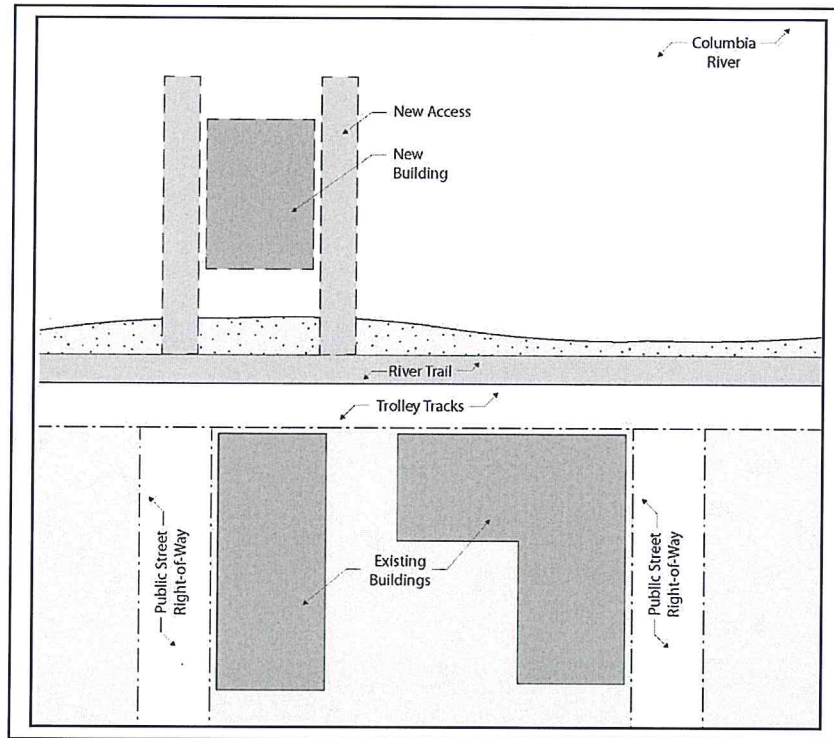 Columbia
River
New Access
New
Building
River Trail
Trolley Tracks
Public Street
Right-of-Way
Existing
Buildings
Public Street
Right-of-Way